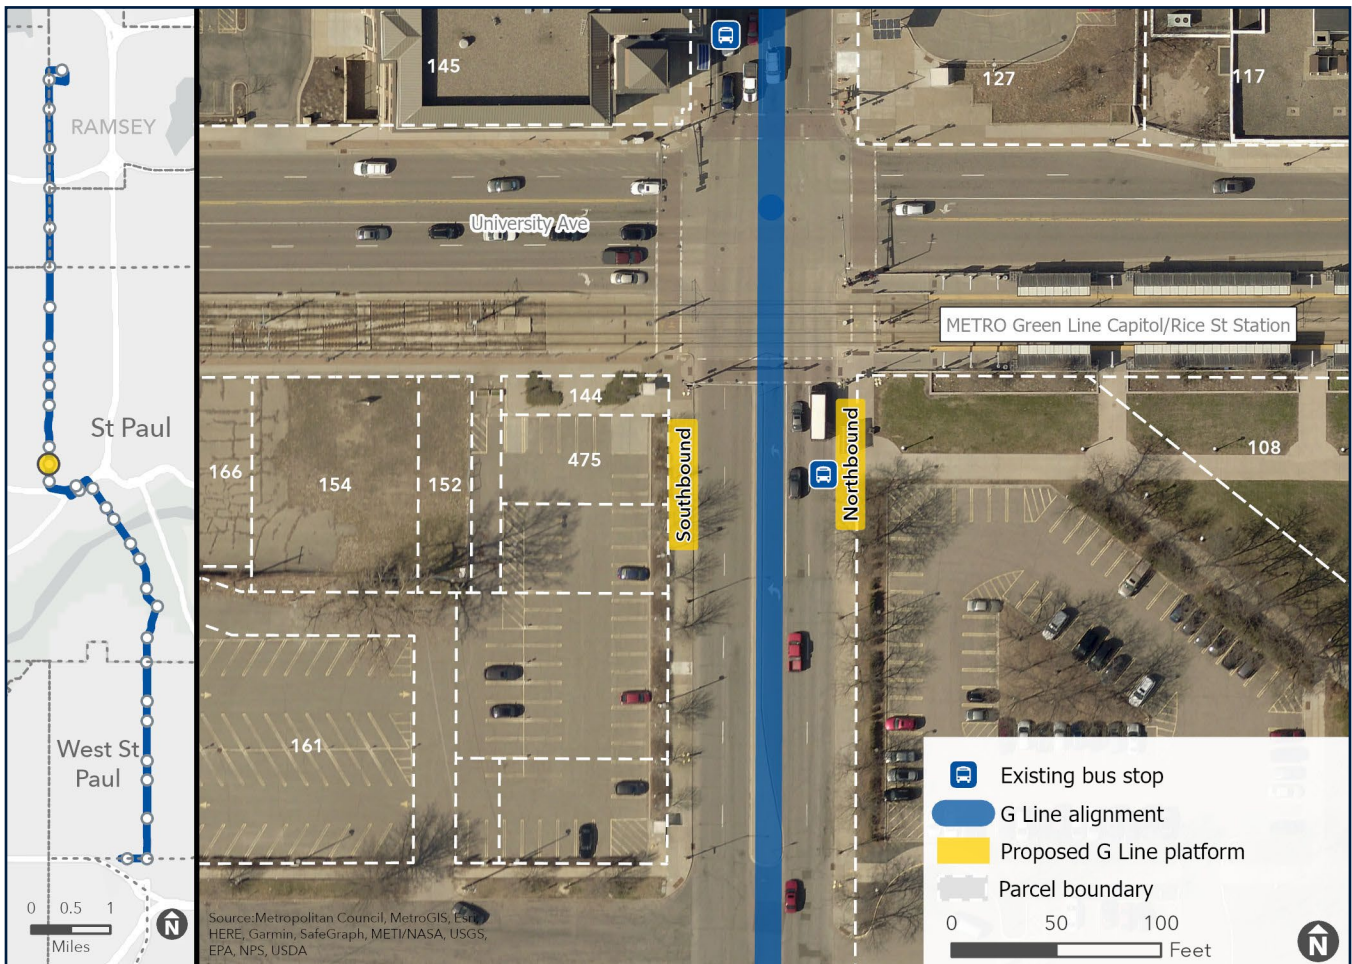 RAMSEY
St Paul
West St
Paul
0 0.5 1
Miles
N
145
127
117
University Ave
METRO Green Line Capitol/Rice St Station
144
475
166
154
152
108
Southbound
Northbound
161
Source:Metropolitan Council, MetroGIS, Esri,
HERE, Garmin, SafeGraph, METI/NASA, USGS,
EPA, NPS, USDA
Existing bus stop
G Line alignment
Proposed G Line platform
Parcel boundary
0 50 100
Feet
N